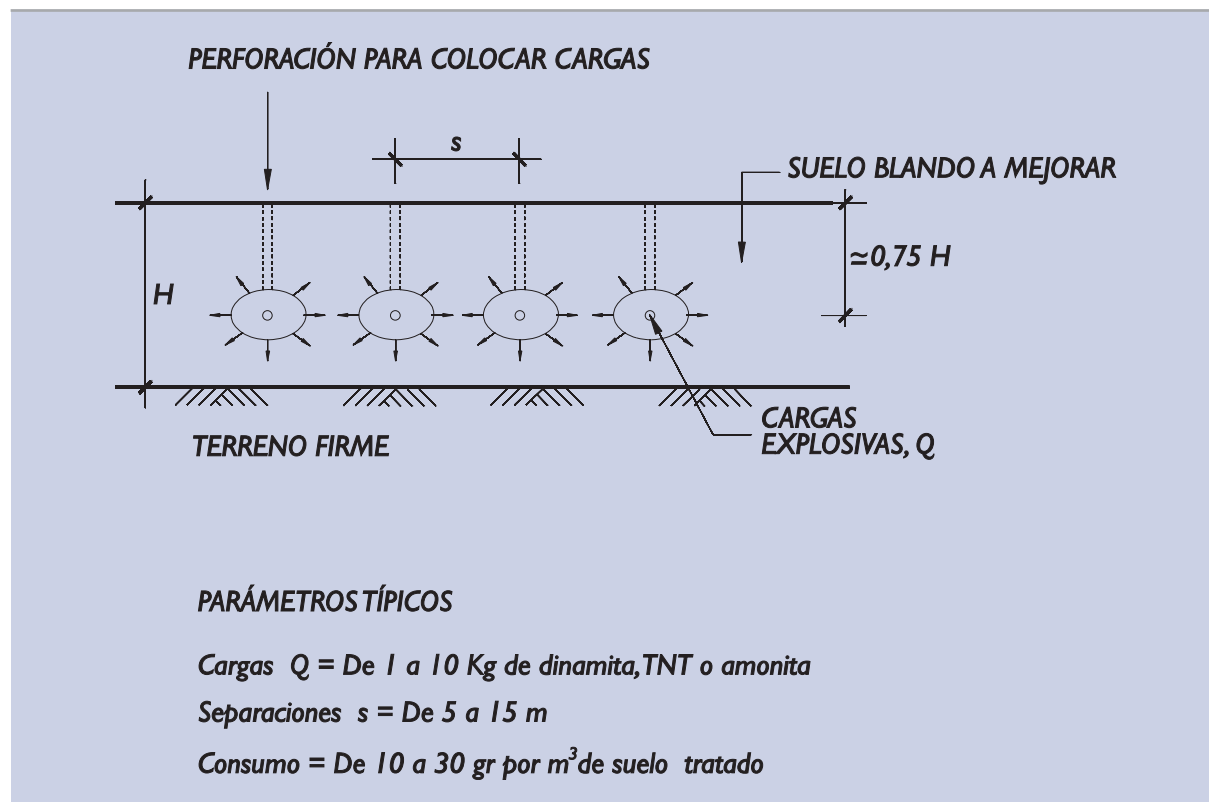 PERFORACIÓN PARA COLOCAR CARGAS
s
SUELO BLANDO A MEJORAR
≃0,75 H
H
CARGAS
EXPLOSIVAS, Q
TERRENO FIRME
PARÁMETROS TÍPICOS
Cargas Q = De 1 a 10 Kg de dinamita, TNT o amonita
Separaciones s = De 5 a 15 m
Consumo = De 10 a 30 gr por m³ de suelo tratado